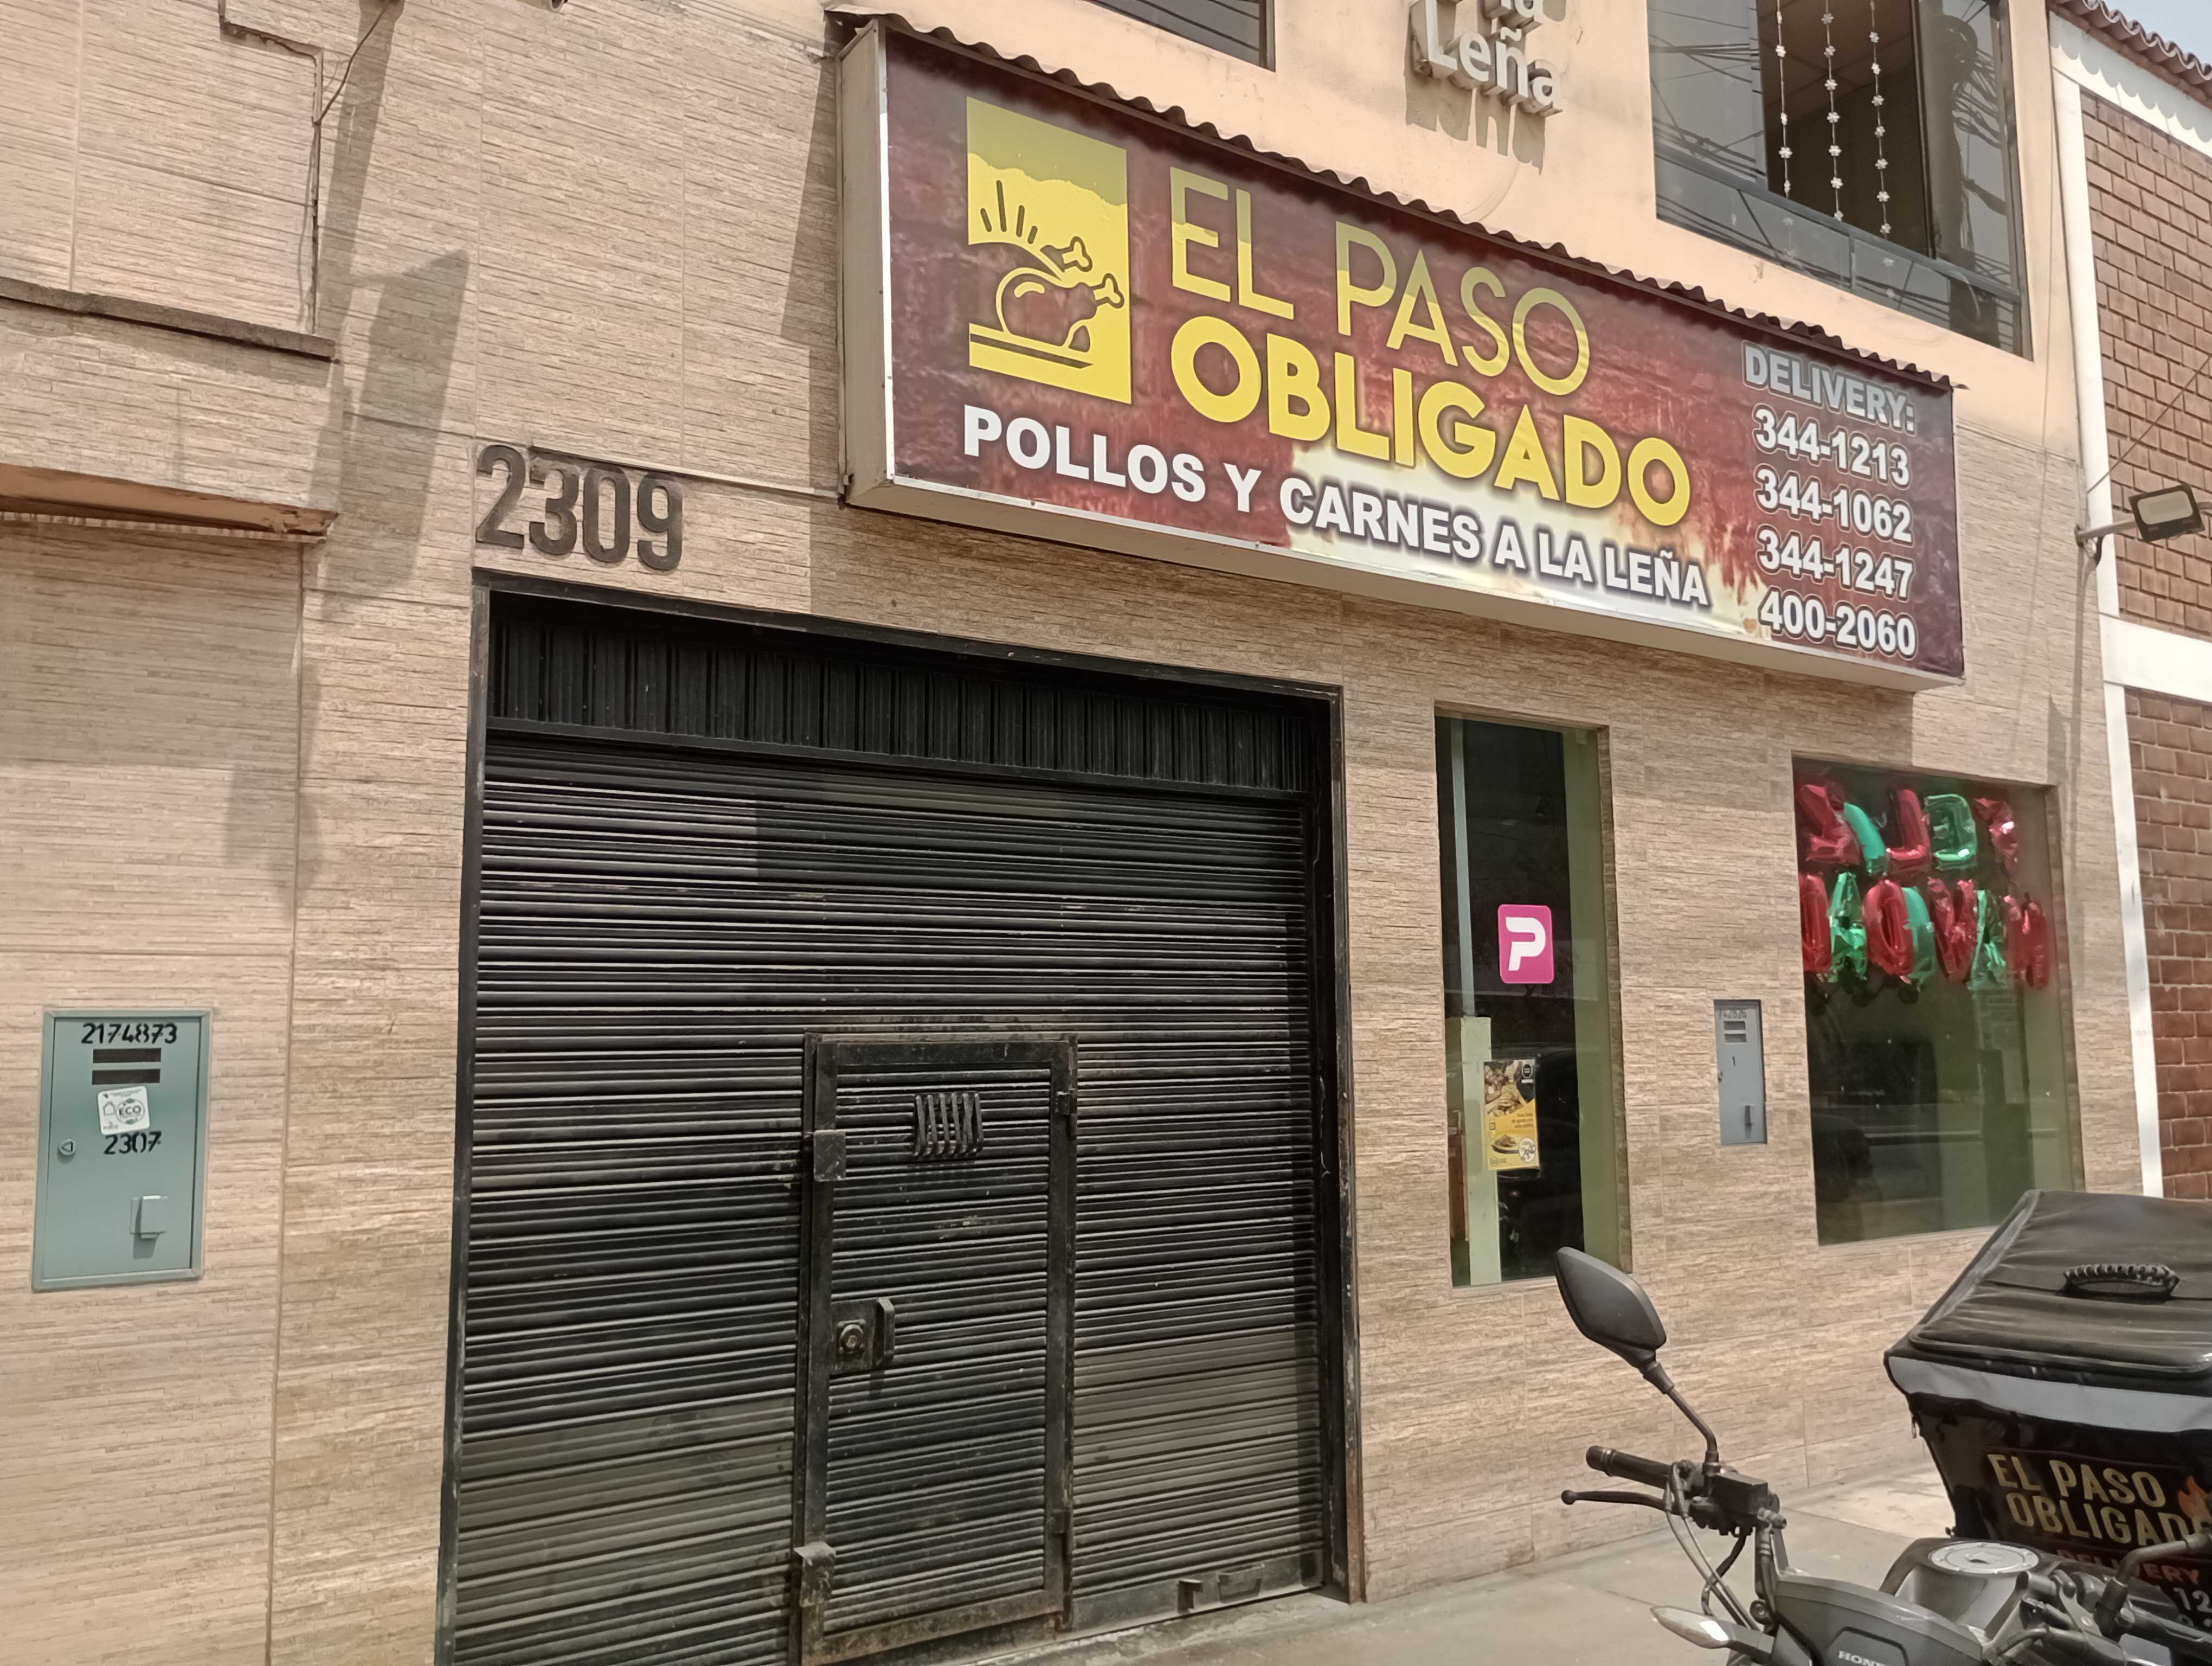 Leña
EL PASO
OBLIGADO
POLLOS Y CARNES A LA LEÑA
DELIVERY:
344-1213
344-1062
344-1247
400-2060
2309
P
2174873
ECO
2307
EL PASO
OBLIGADO
DELIVERY
HONDA